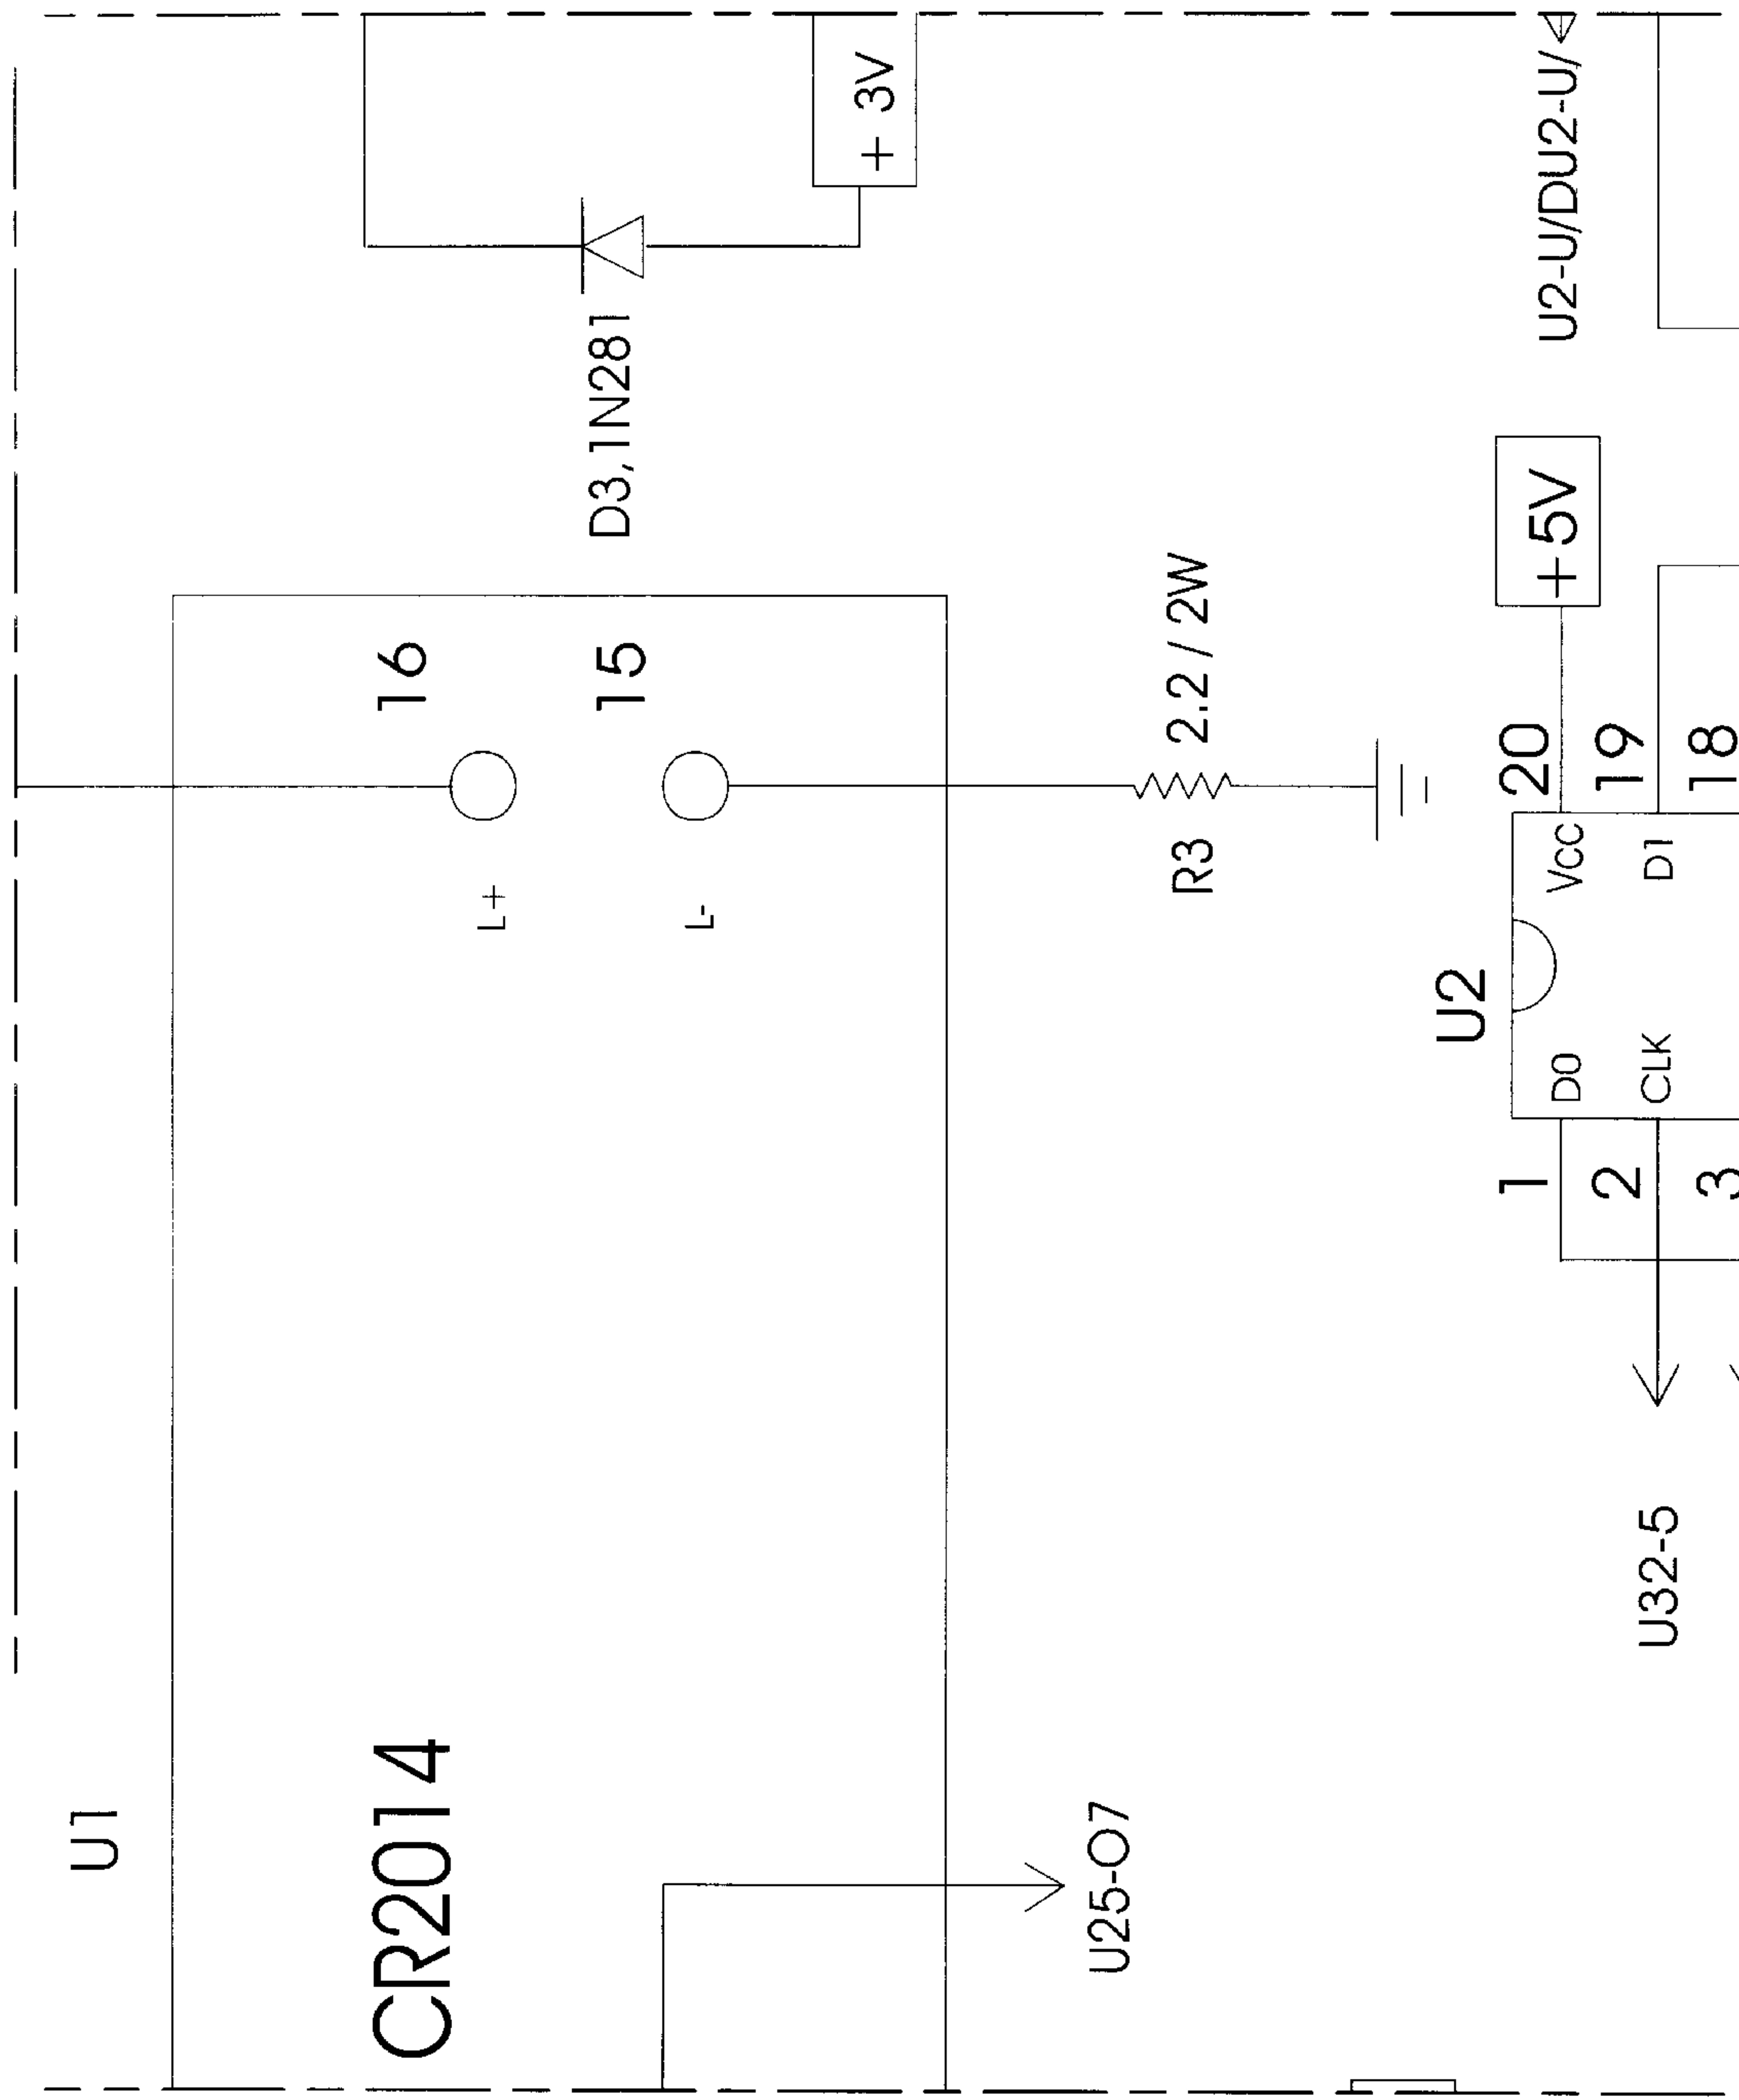 U1
CR2014
U25-O7
L+
16
L-
15
D3,1N281
+ 3V
R3
2.2 / 2W
U2
+5V
U2-U/DU2-U/
1
D0
Vcc
20
U32-5
2
CLK
D1
19
3
18